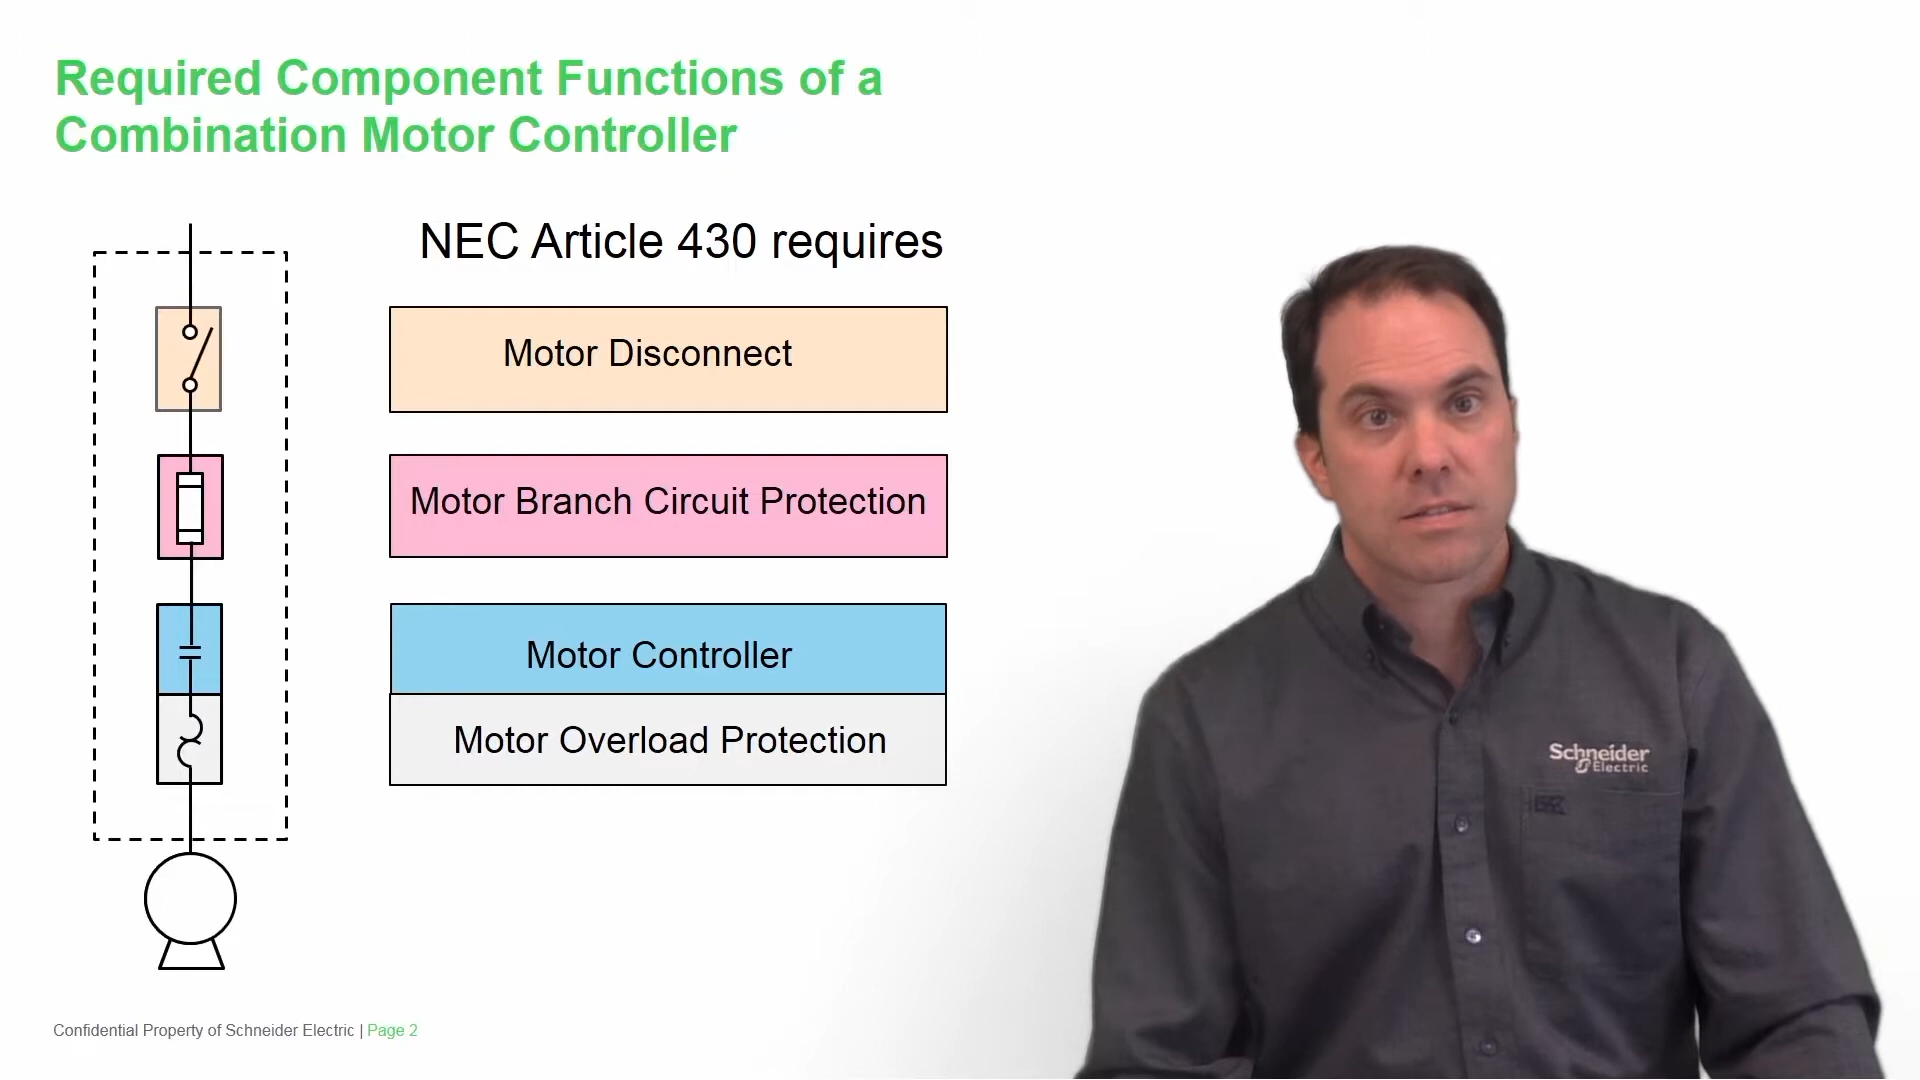 Required Component Functions of a
Combination Motor Controller
NEC Article 430 requires
Motor Disconnect
Motor Branch Circuit Protection
Motor Controller
Motor Overload Protection
Schneider
Electric
Confidential Property of Schneider Electric | Page 2